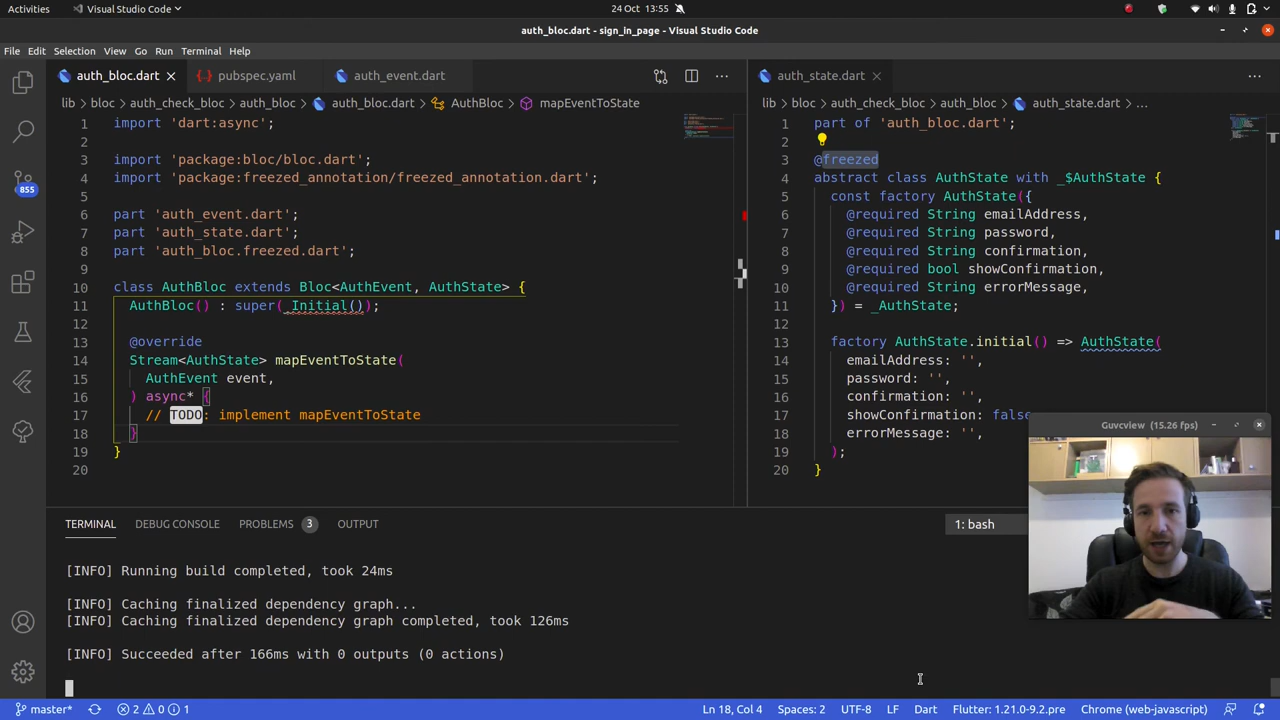 Activities
Visual Studio Code
24 Oct 13:55
auth_bloc.dart - sign_in_page - Visual Studio Code
File Edit Selection View Go Run Terminal Help
auth_bloc.dart
pubspec.yaml
auth_event.dart
auth_state.dart
lib > bloc > auth_check_bloc > auth_bloc > auth_bloc.dart > AuthBloc > mapEventToState
lib > bloc > auth_check_bloc > auth_bloc > auth_state.dart > ...
855
1 import 'dart:async';
2
3 import 'package:bloc/bloc.dart';
4 import 'package:freezed_annotation/freezed_annotation.dart';
5
6 part 'auth_event.dart';
7 part 'auth_state.dart';
8 part 'auth_bloc.freezed.dart';
9
10 class AuthBloc extends Bloc<AuthEvent, AuthState> {
11 AuthBloc() : super(_Initial());
12
13 @override
14 Stream<AuthState> mapEventToState(
15 AuthEvent event,
16 ) async* {
17 // TODO: implement mapEventToState
18 }
19 }
20
1 part of 'auth_bloc.dart';
2
3 @freezed
4 abstract class AuthState with _$AuthState {
5 const factory AuthState({
6 @required String emailAddress,
7 @required String password,
8 @required String confirmation,
9 @required bool showConfirmation,
10 @required String errorMessage,
11 }) = _AuthState;
12
13 factory AuthState.initial() => AuthState(
14 emailAddress: '',
15 password: '',
16 confirmation: '',
17 showConfirmation: false
18 errorMessage: '',
19 );
20 }
Guvcview (15.26 fps)
TERMINAL DEBUG CONSOLE PROBLEMS 3 OUTPUT
1: bash
[INFO] Running build completed, took 24ms
[INFO] Caching finalized dependency graph...
[INFO] Caching finalized dependency graph completed, took 126ms
[INFO] Succeeded after 166ms with 0 outputs (0 actions)
master* 2 0 1
Ln 18, Col 4 Spaces: 2 UTF-8 LF Dart Flutter: 1.21.0-9.2.pre Chrome (web-javascript)